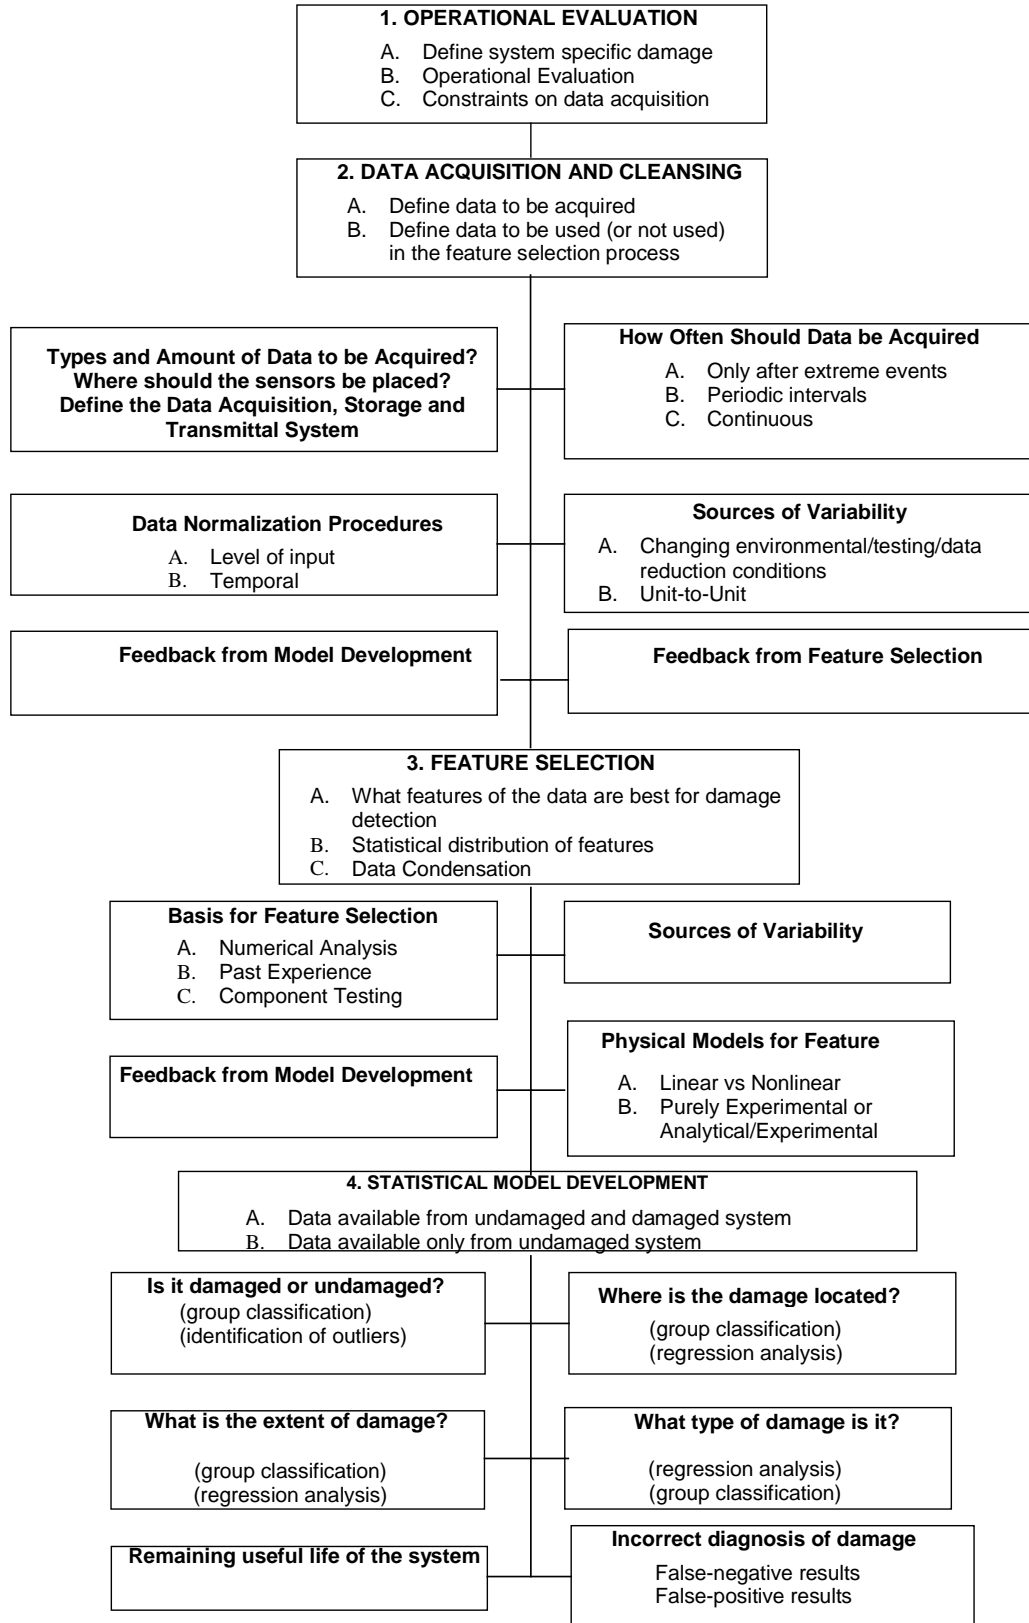 1. OPERATIONAL EVALUATION
A. Define system specific damage
B. Operational Evaluation
C. Constraints on data acquisition
2. DATA ACQUISITION AND CLEANSING
A. Define data to be acquired
B. Define data to be used (or not used)
in the feature selection process
Types and Amount of Data to be Acquired?
Where should the sensors be placed?
Define the Data Acquisition, Storage and
Transmittal System
How Often Should Data be Acquired
A. Only after extreme events
B. Periodic intervals
C. Continuous
Data Normalization Procedures
A. Level of input
B. Temporal
Sources of Variability
A. Changing environmental/testing/data
reduction conditions
B. Unit-to-Unit
Feedback from Model Development
Feedback from Feature Selection
3. FEATURE SELECTION
A. What features of the data are best for damage
detection
B. Statistical distribution of features
C. Data Condensation
Basis for Feature Selection
A. Numerical Analysis
B. Past Experience
C. Component Testing
Sources of Variability
Feedback from Model Development
Physical Models for Feature
A. Linear vs Nonlinear
B. Purely Experimental or
Analytical/Experimental
4. STATISTICAL MODEL DEVELOPMENT
A. Data available from undamaged and damaged system
B. Data available only from undamaged system
Is it damaged or undamaged?
(group classification)
(identification of outliers)
Where is the damage located?
(group classification)
(regression analysis)
What is the extent of damage?
(group classification)
(regression analysis)
What type of damage is it?
(regression analysis)
(group classification)
Remaining useful life of the system
Incorrect diagnosis of damage
False-negative results
False-positive results